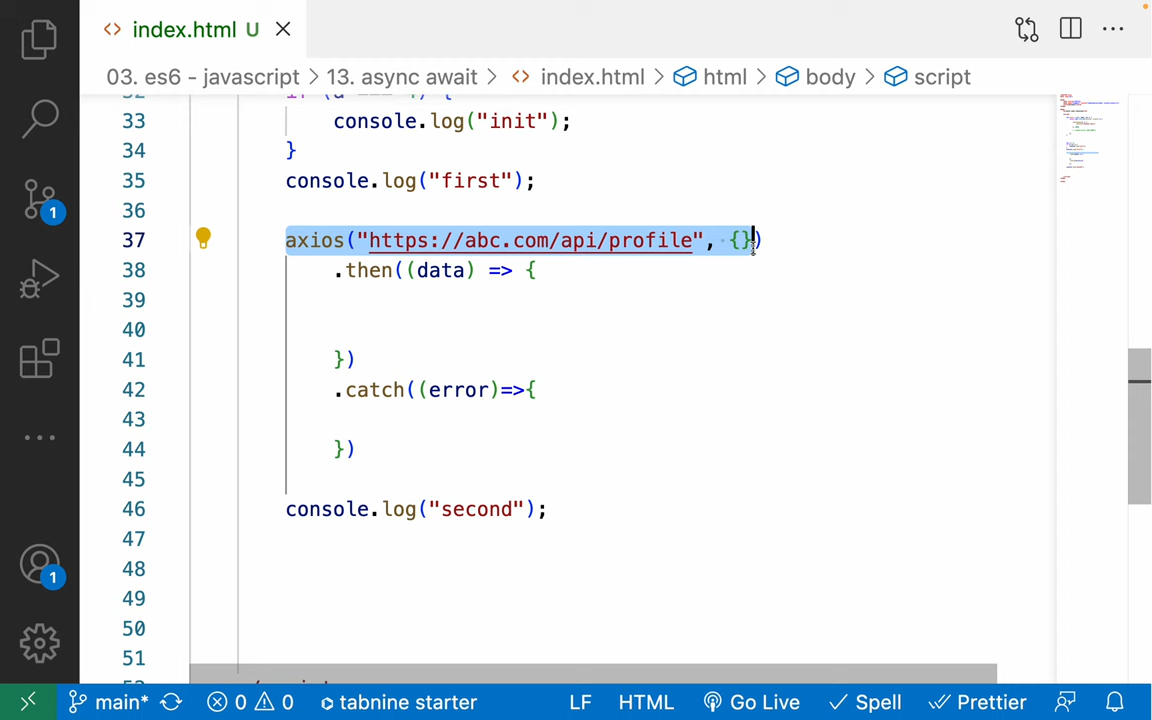 index.html U
03. es6 - javascript > 13. async await > index.html > html > body > script
33 console.log("init");
34 }
35 console.log("first");
36
37 axios("https://abc.com/api/profile", {})
38 .then((data) => {
39
40
41 })
42 .catch((error)=>{
43
44 })
45
46 console.log("second");
47
48
49
50
51
1
1
main* 0 0 tabnine starter LF HTML Go Live Spell Prettier